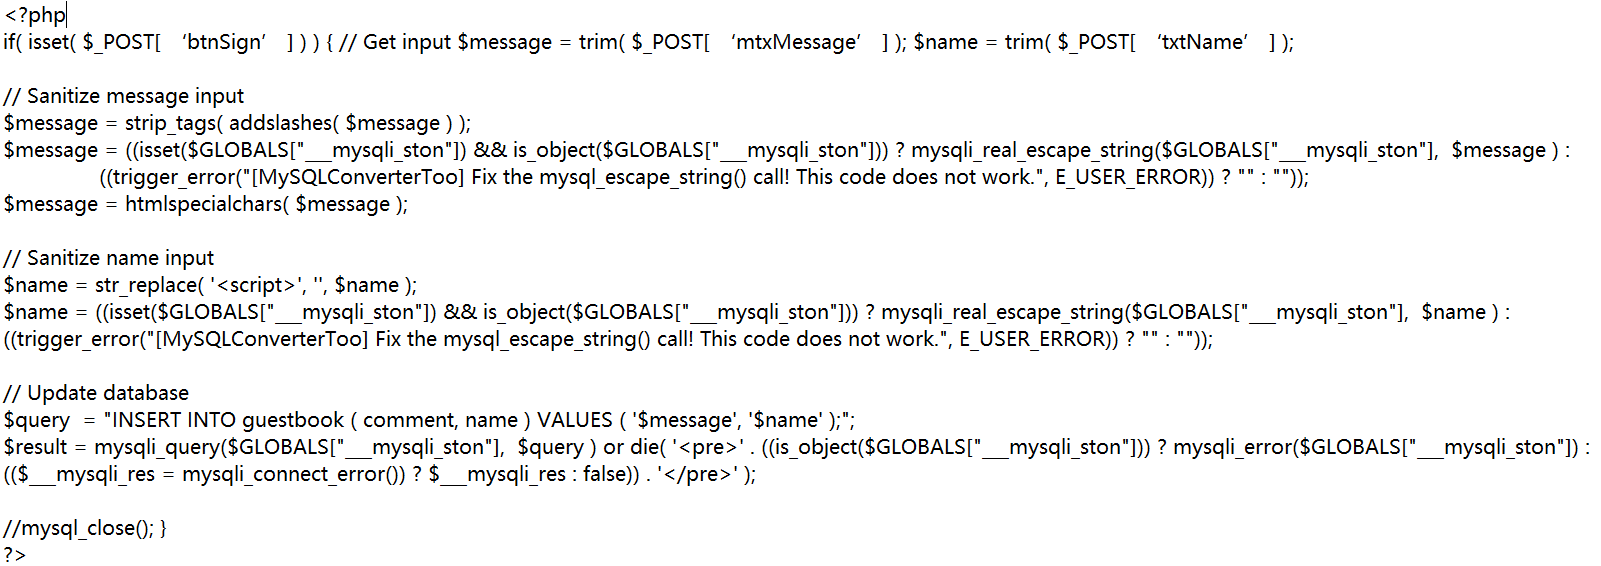 <?php
if( isset( $_POST[ ‘btnSign’ ] ) ) { // Get input $message = trim( $_POST[ ‘mtxMessage’ ] ); $name = trim( $_POST[ ‘txtName’ ] );
// Sanitize message input
$message = strip_tags( addslashes( $message ) );
$message = ((isset($GLOBALS["___mysqli_ston"]) && is_object($GLOBALS["___mysqli_ston"])) ? mysqli_real_escape_string($GLOBALS["___mysqli_ston"], $message ) :
((trigger_error("[MySQLConverterToo] Fix the mysql_escape_string() call! This code does not work.", E_USER_ERROR)) ? "" : ""));
$message = htmlspecialchars( $message );
// Sanitize name input
$name = str_replace( '<script>', '', $name );
$name = ((isset($GLOBALS["___mysqli_ston"]) && is_object($GLOBALS["___mysqli_ston"])) ? mysqli_real_escape_string($GLOBALS["___mysqli_ston"], $name ) :
((trigger_error("[MySQLConverterToo] Fix the mysql_escape_string() call! This code does not work.", E_USER_ERROR)) ? "" : ""));
// Update database
$query = "INSERT INTO guestbook ( comment, name ) VALUES ( '$message', '$name' );";
$result = mysqli_query($GLOBALS["___mysqli_ston"], $query ) or die( '<pre>' . ((is_object($GLOBALS["___mysqli_ston"])) ? mysqli_error($GLOBALS["___mysqli_ston"]) :
(($___mysqli_res = mysqli_connect_error()) ? $___mysqli_res : false)) . '</pre>' );
//mysql_close(); }
?>